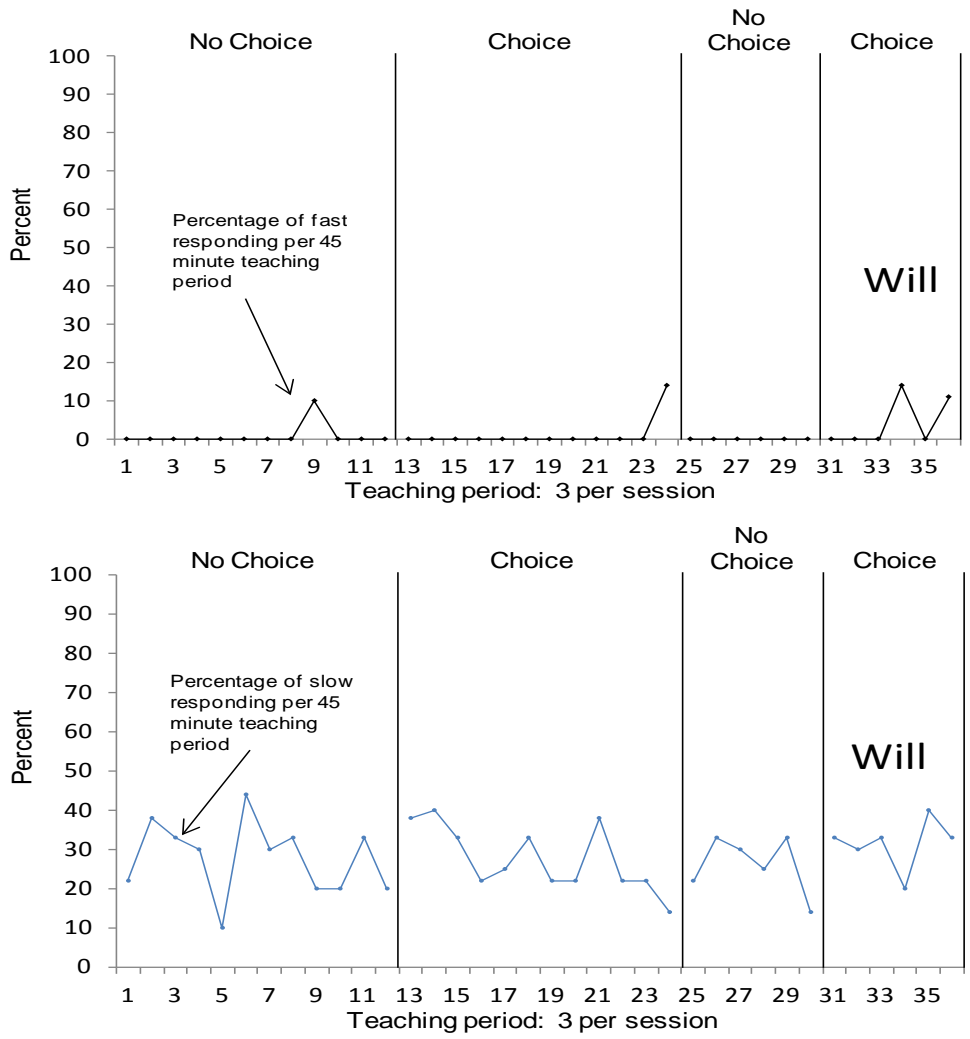 No Choice
Choice
No
Choice
Choice
100
90
80
70
60
50
40
30
20
10
0
Percent
Percentage of fast
responding per 45
minute teaching
period
Will
1 3 5 7 9 11 13 15 17 19 21 23 25 27 29 31 33 35
Teaching period: 3 per session
No Choice
Choice
No
Choice
Choice
100
90
80
70
60
50
40
30
20
10
0
Percent
Percentage of slow
responding per 45
minute teaching
period
Will
1 3 5 7 9 11 13 15 17 19 21 23 25 27 29 31 33 35
Teaching period: 3 per session